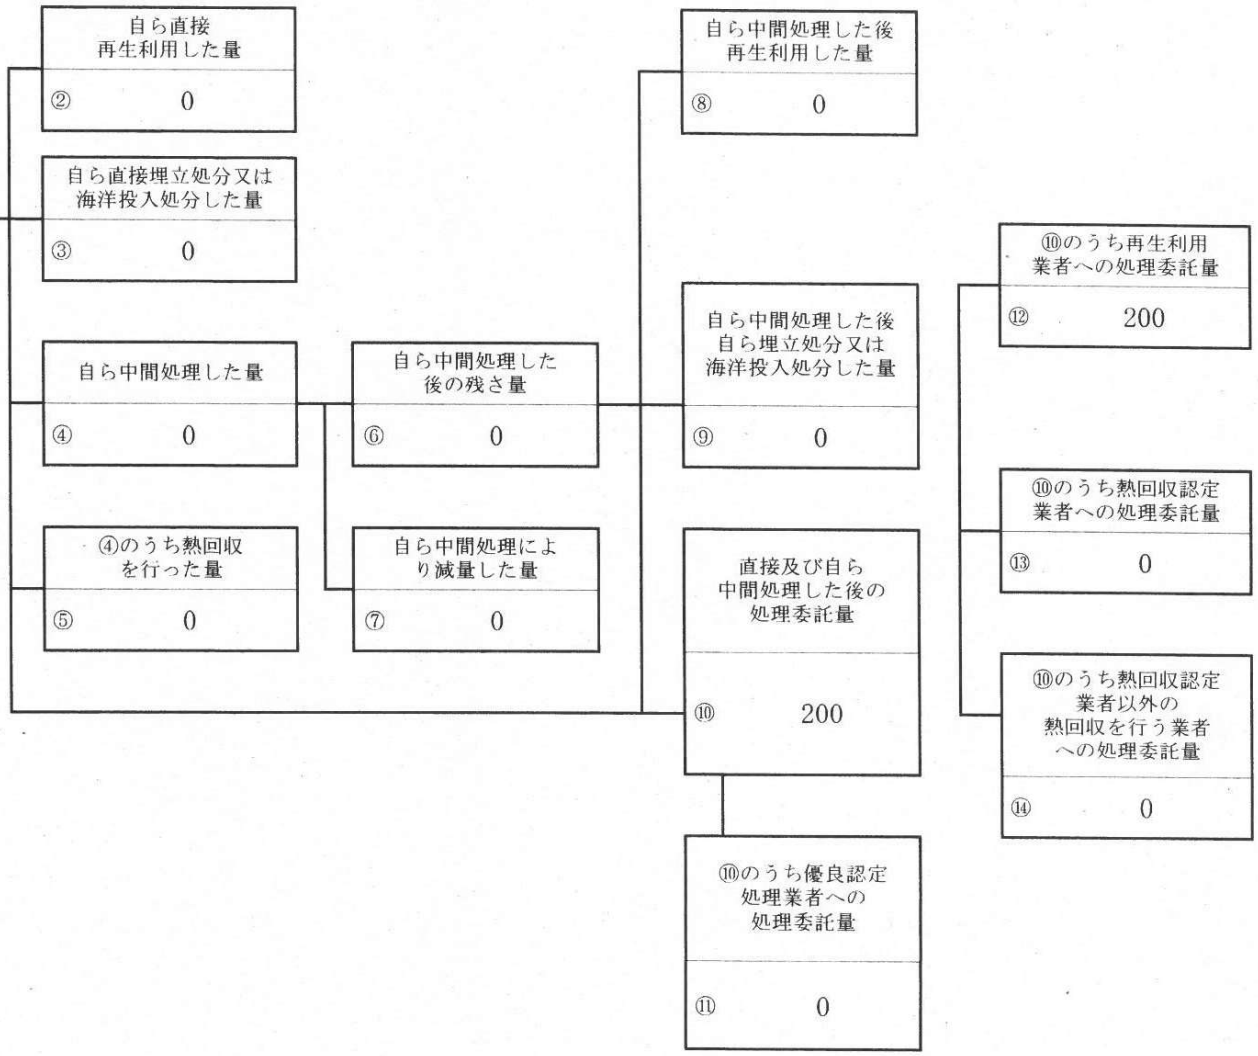 自ら直接
再生利用した量
② 0
自ら直接埋立処分又は
海洋投入処分した量
③ 0
自ら中間処理した量
④ 0
④のうち熱回収
を行った量
⑤ 0
自ら中間処理した
後の残さ量
⑥ 0
自ら中間処理によ
り減量した量
⑦ 0
自ら中間処理した後
再生利用した量
⑧ 0
自ら中間処理した後
自ら埋立処分又は
海洋投入処分した量
⑨ 0
直接及び自ら
中間処理した後の
処理委託量
⑩ 200
⑩のうち優良認定
処理業者への
処理委託量
⑪ 0
⑩のうち再生利用
業者への処理委託量
⑫ 200
⑩のうち熱回収認定
業者への処理委託量
⑬ 0
⑩のうち熱回収認定
業者以外の
熱回収を行う業者
への処理委託量
⑭ 0